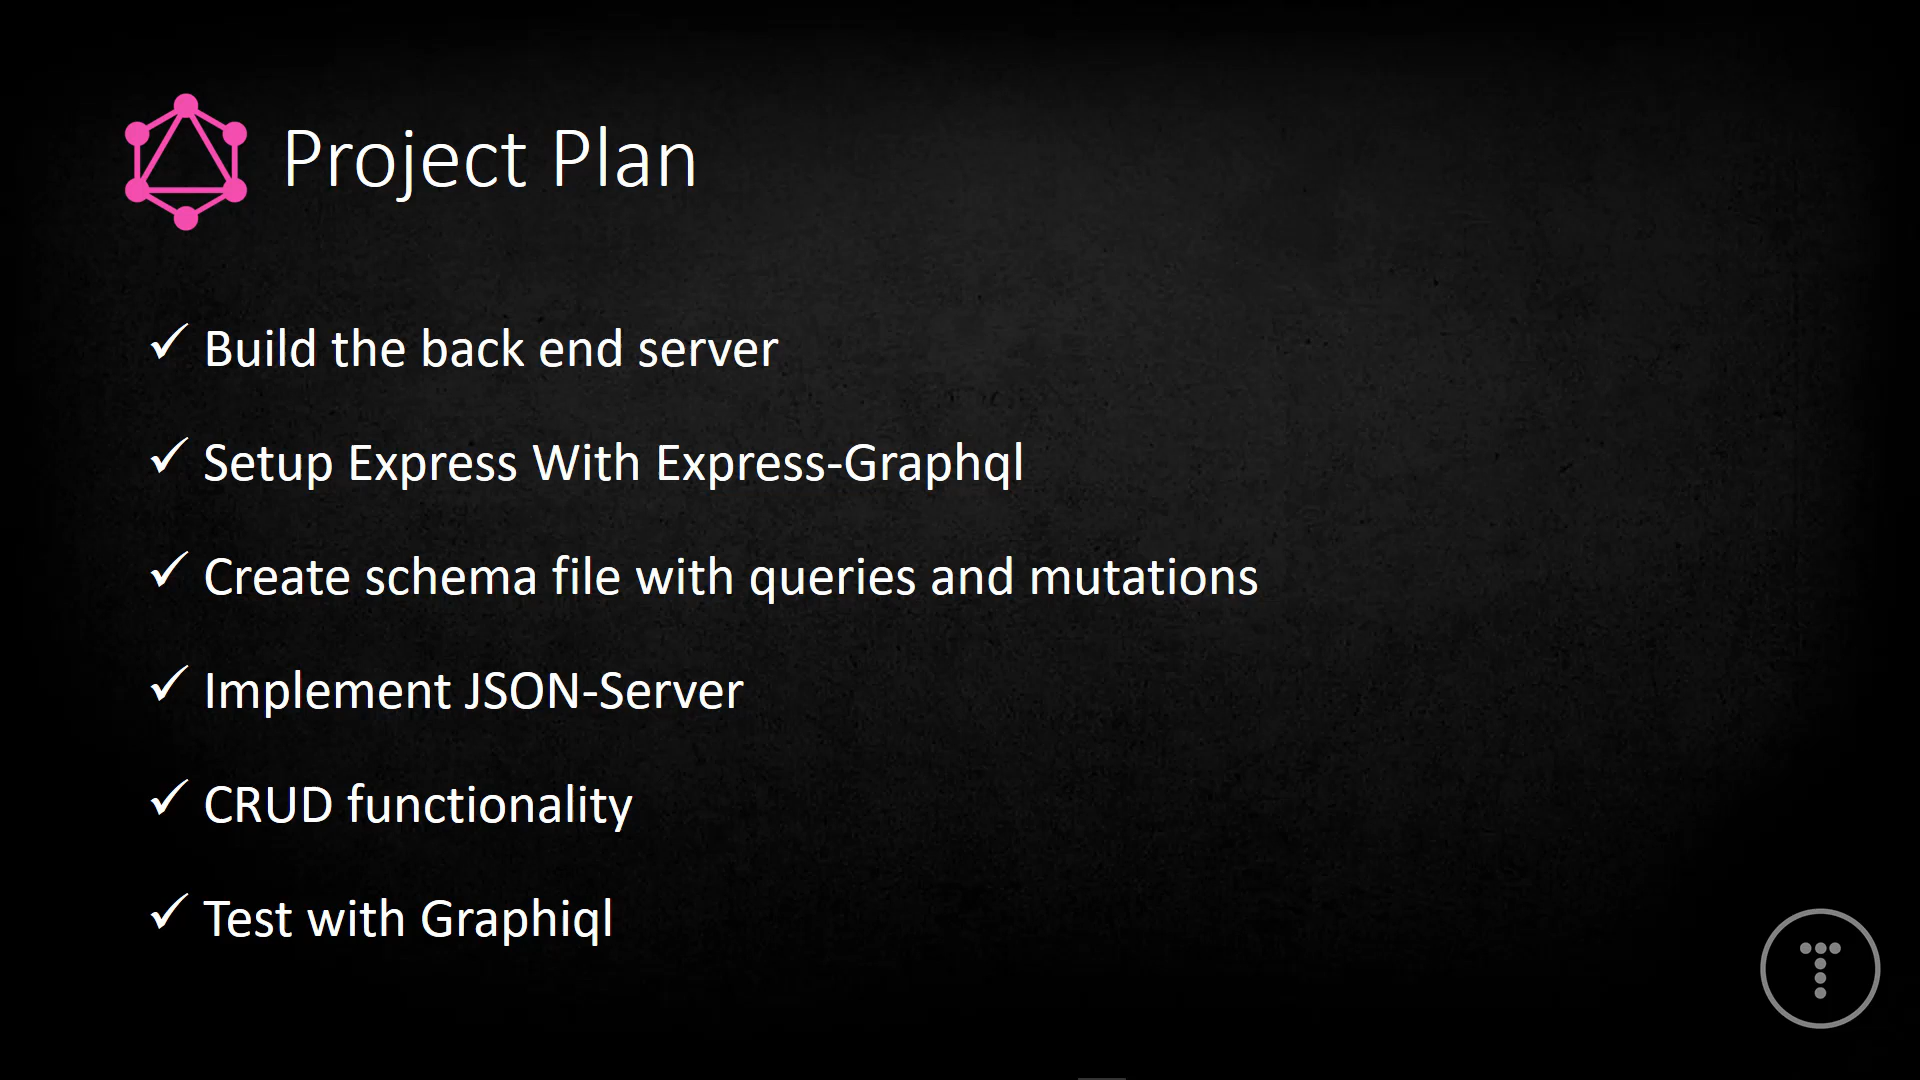 Project Plan
✓ Build the back end server
✓ Setup Express With Express-Graphql
✓ Create schema file with queries and mutations
✓ Implement JSON-Server
✓ CRUD functionality
✓ Test with Graphiql
T